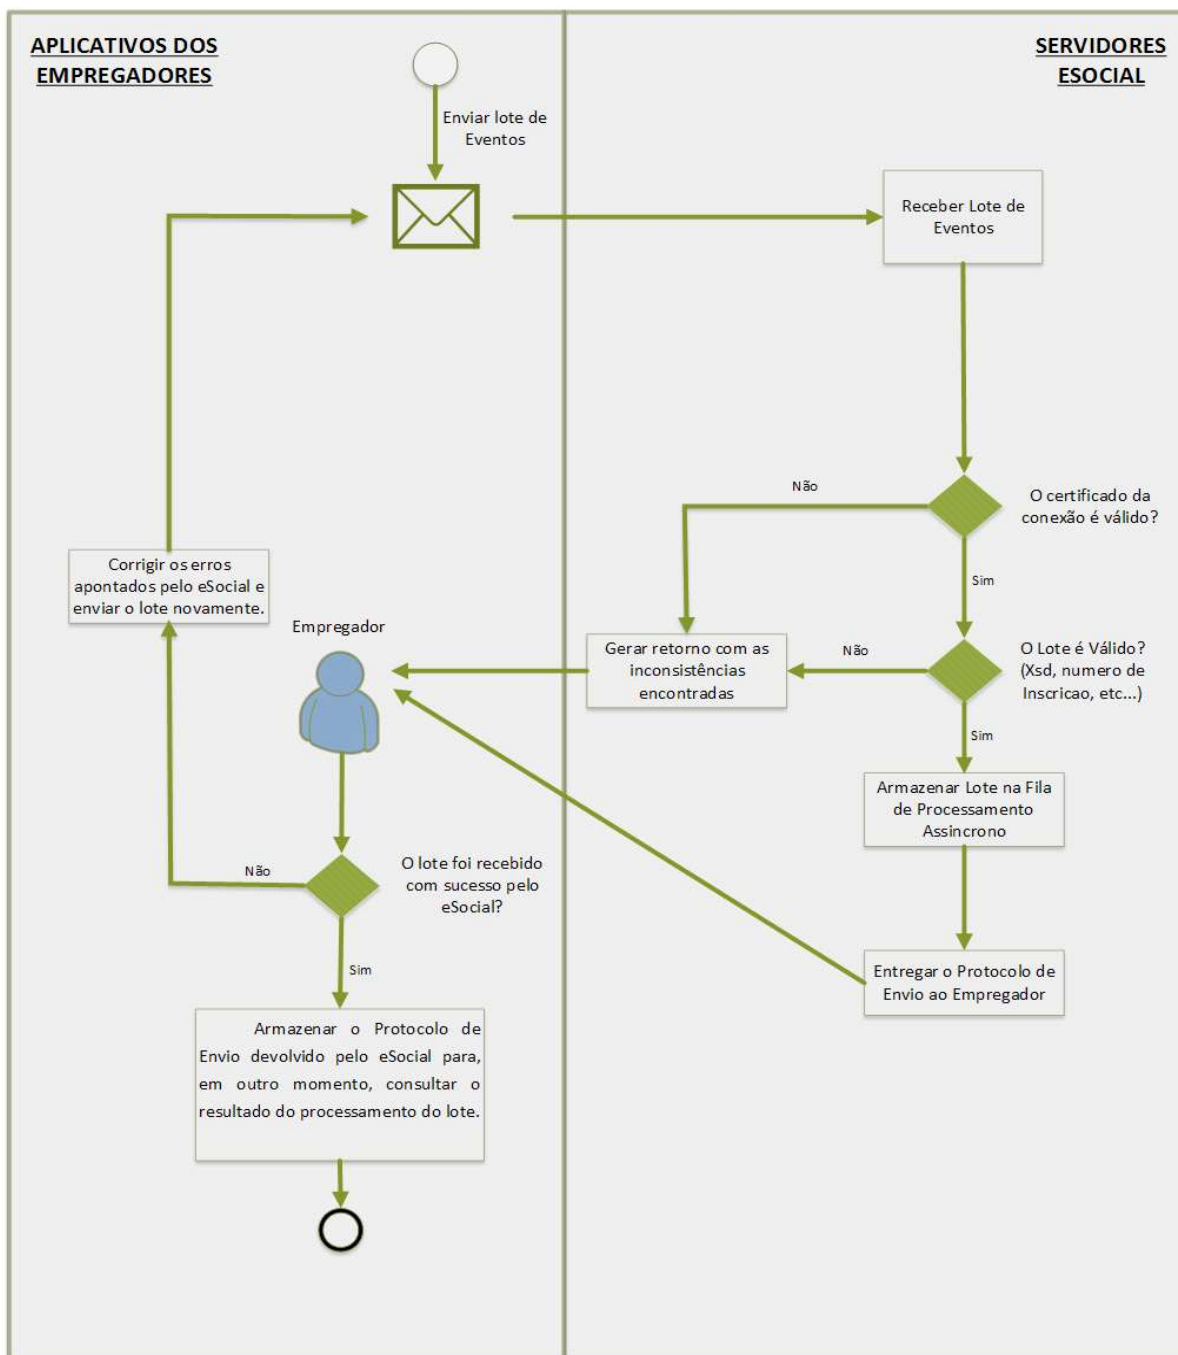 APLICATIVOS DOS
EMPREGADORES
SERVIDORES
ESOCIAL
Enviar lote de
Eventos
Receber Lote de
Eventos
Não
O certificado da
conexão é válido?
Sim
Corrigir os erros
apontados pelo eSocial e
enviar o lote novamente.
Empregador
Gerar retorno com as
inconsistências
encontradas
Não
O Lote é Válido?
(Xsd, numero de
Inscricao, etc...)
Sim
Armazenar Lote na Fila
de Processamento
Assincrono
Não
O lote foi recebido
com sucesso pelo
eSocial?
Sim
Entregar o Protocolo de
Envio ao Empregador
Armazenar o Protocolo de
Envio devolvido pelo eSocial para,
em outro momento, consultar o
resultado do processamento do lote.